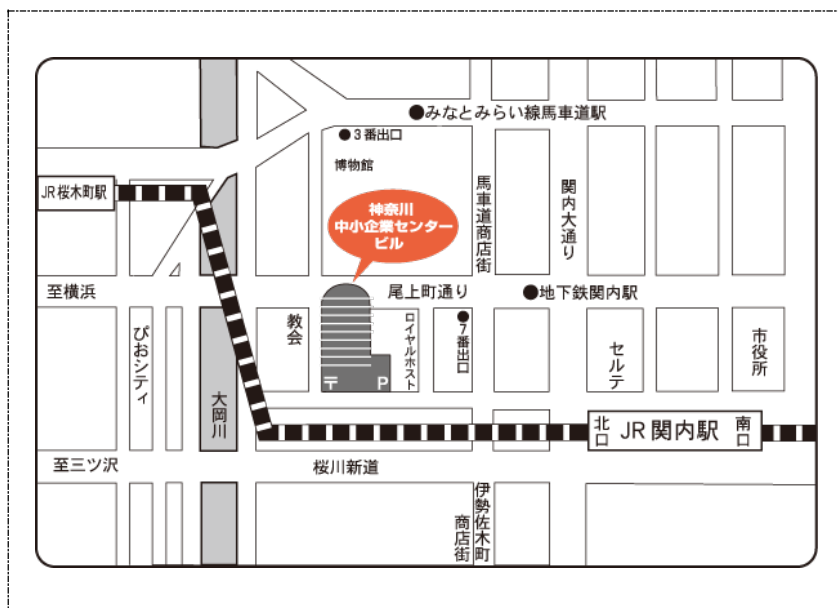 ●みなとみらい線馬車道駅
●3番出口
博物館
JR桜木町駅
神奈川
中小企業センター
ビル
馬車道商店街
関内大通り
至横浜
尾上町通り
●地下鉄関内駅
ぴおシティ
大岡川
教会
ロイヤルホスト
●7番出口
セルテ
市役所
〒
P
北口
JR関内駅
南口
至三ツ沢
桜川新道
伊勢佐木町
商店街